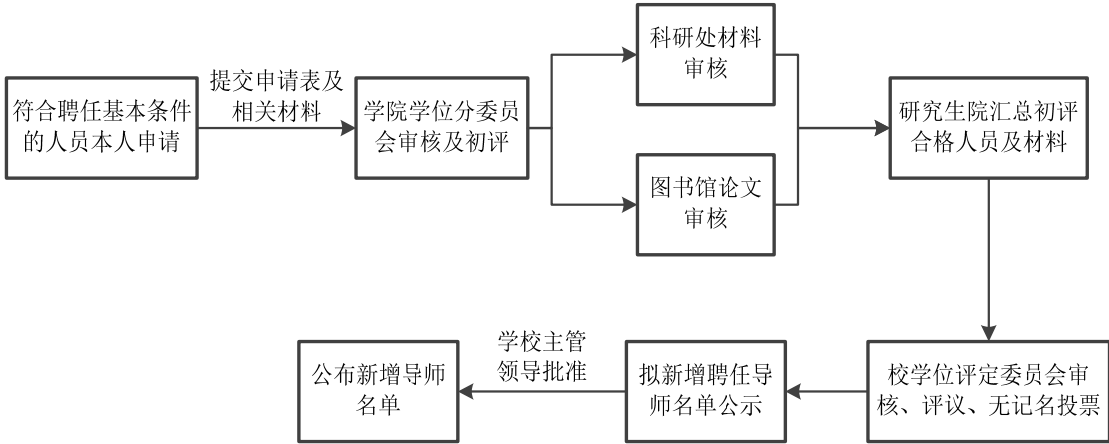 符合聘任基本条件
的人员本人申请
提交申请表及
相关材料
学院学位分委员
会审核及初评
科研处材料
审核
图书馆论文
审核
研究生院汇总初评
合格人员及材料
校学位评定委员会审
核、评议、无记名投票
拟新增聘任导
师名单公示
学校主管
领导批准
公布新增导师
名单